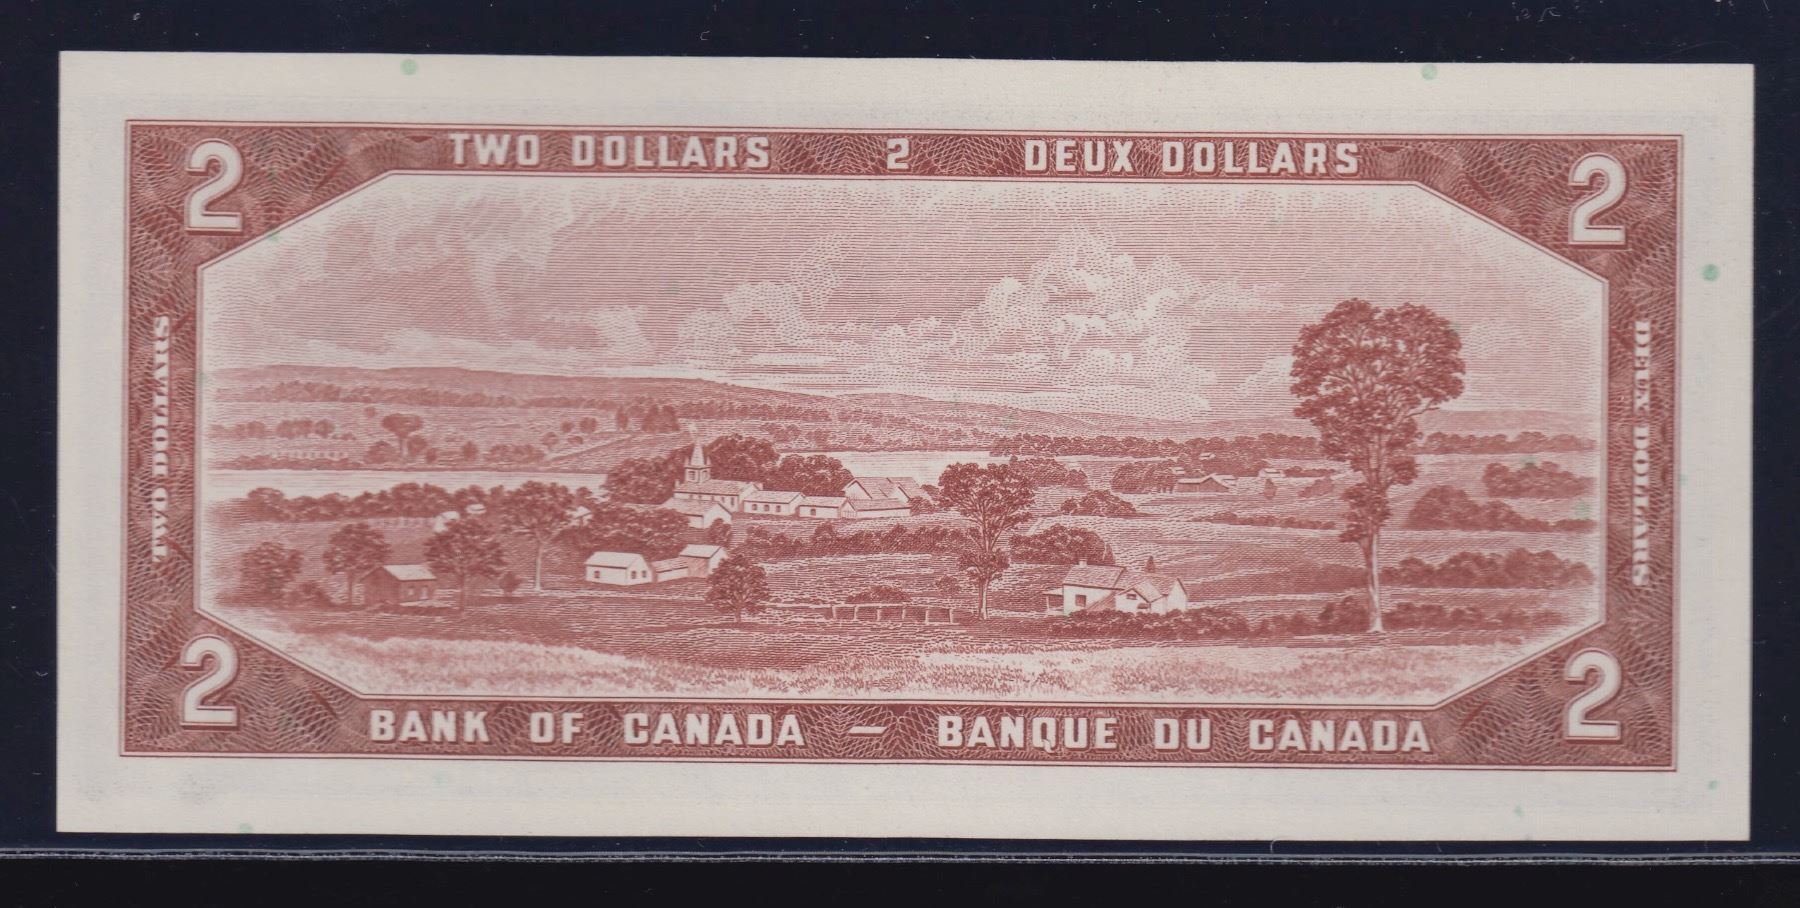 2 TWO DOLLARS 2 DEUX DOLLARS 2
TWO DOLLARS
DEUX DOLLARS
2 BANK OF CANADA — BANQUE DU CANADA 2